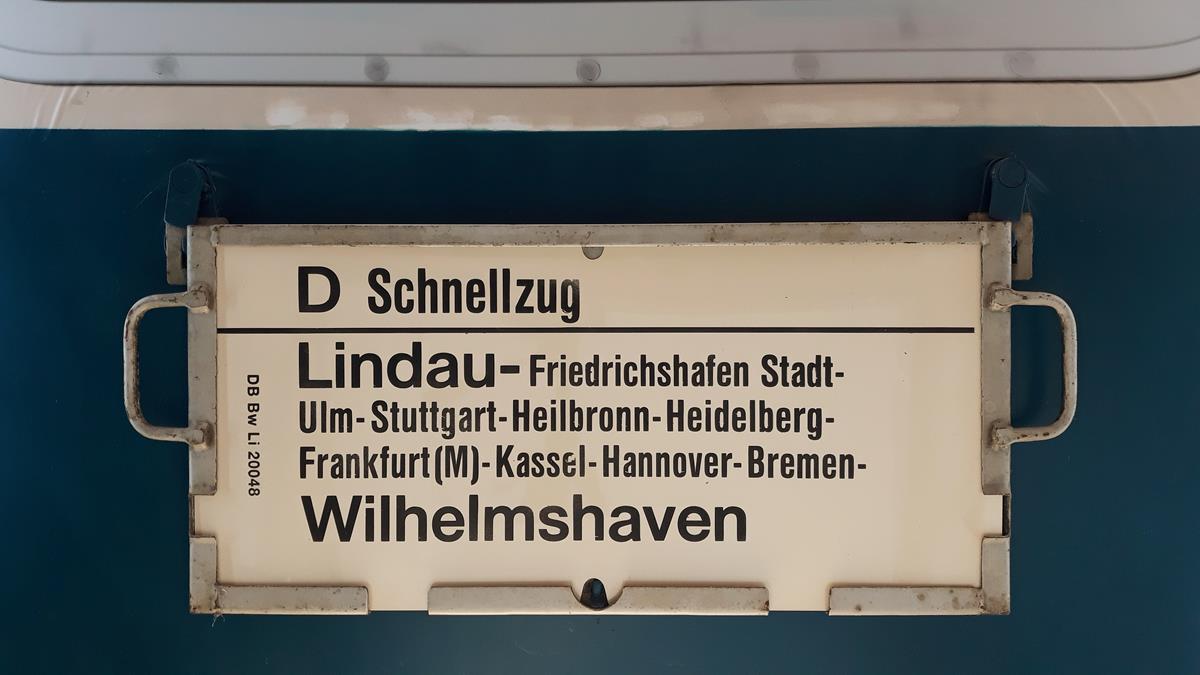 D Schnellzug
Lindau- Friedrichshafen Stadt-
Ulm- Stuttgart- Heilbronn- Heidelberg-
Frankfurt(M)- Kassel- Hannover- Bremen-
Wilhelmshaven
DB Bw Li 20048